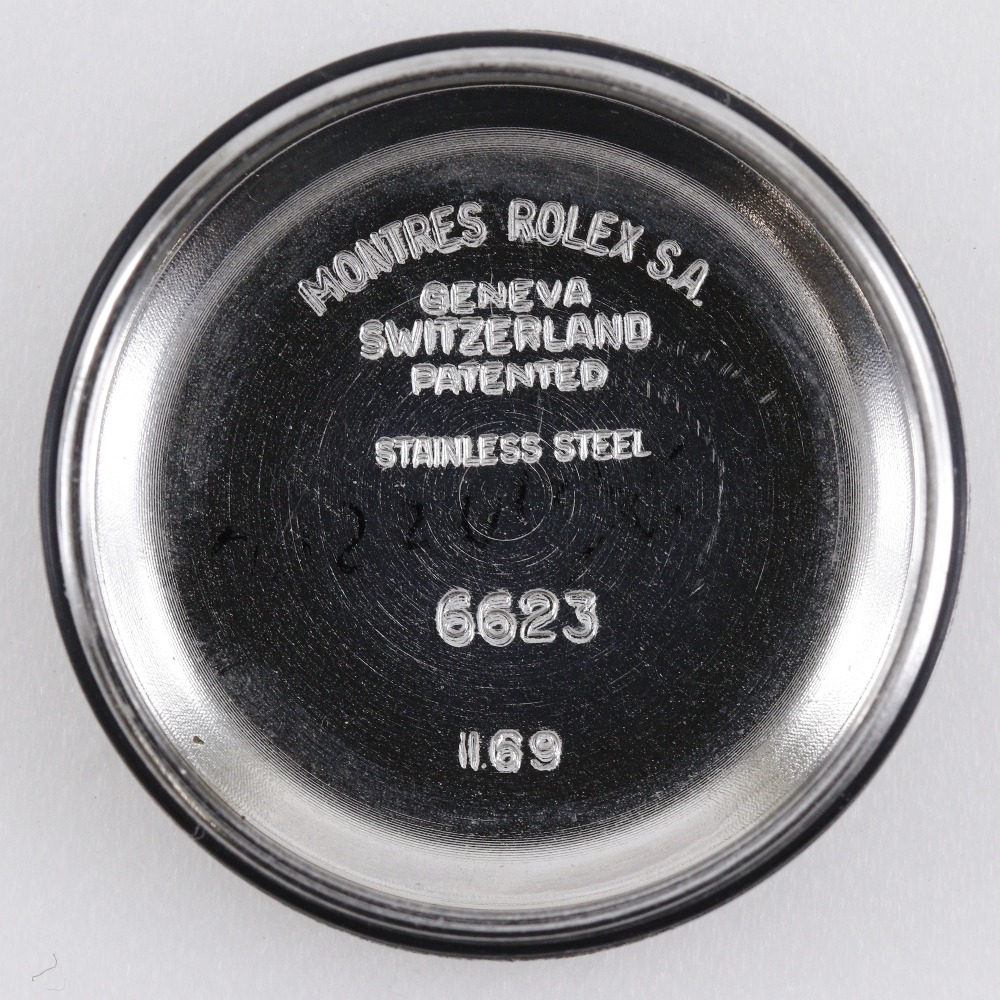 MONTRES ROLEX S.A.
GENEVA
SWITZERLAND
PATENTED
STAINLESS STEEL
6623
II.69